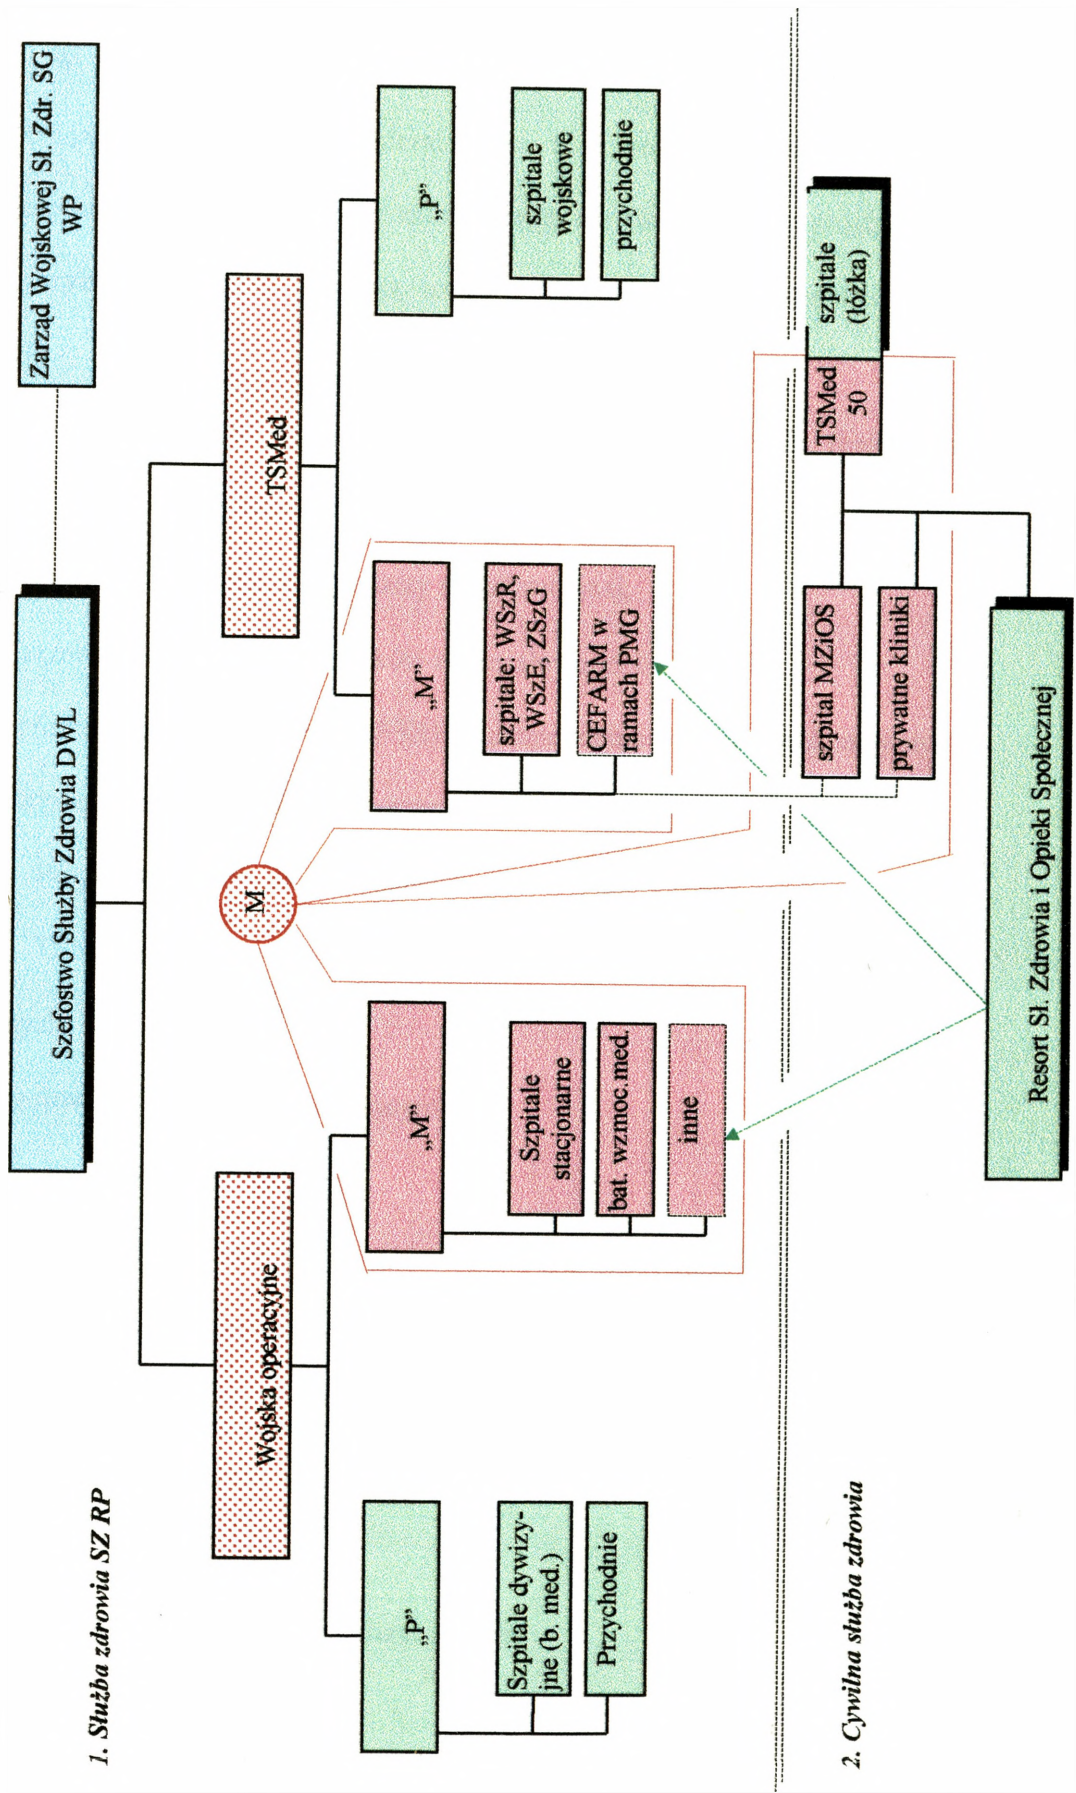 1. Służba zdrowia SZ RP
Szefostwo Służby Zdrowia DWL
Zarząd Wojskowej Sł. Zdr. SG
WP
Wojska operacyjne
M
TSMed
„P”
„M”
„M”
„P”
Szpitale dywizy-
jne (b. med.)
Przychodnie
Szpitale
stacjonarne
bat. wzmoc.med.
inne
szpitale: WSzR,
WSzE, ZSzG
CEFARM w
ramach PMG
szpitale
wojskowe
przychodnie
2. Cywilna służba zdrowia
szpital MZiOS
prywatne kliniki
TSMed
50
szpitale
(łóżka)
Resort Sł. Zdrowia i Opieki Społecznej